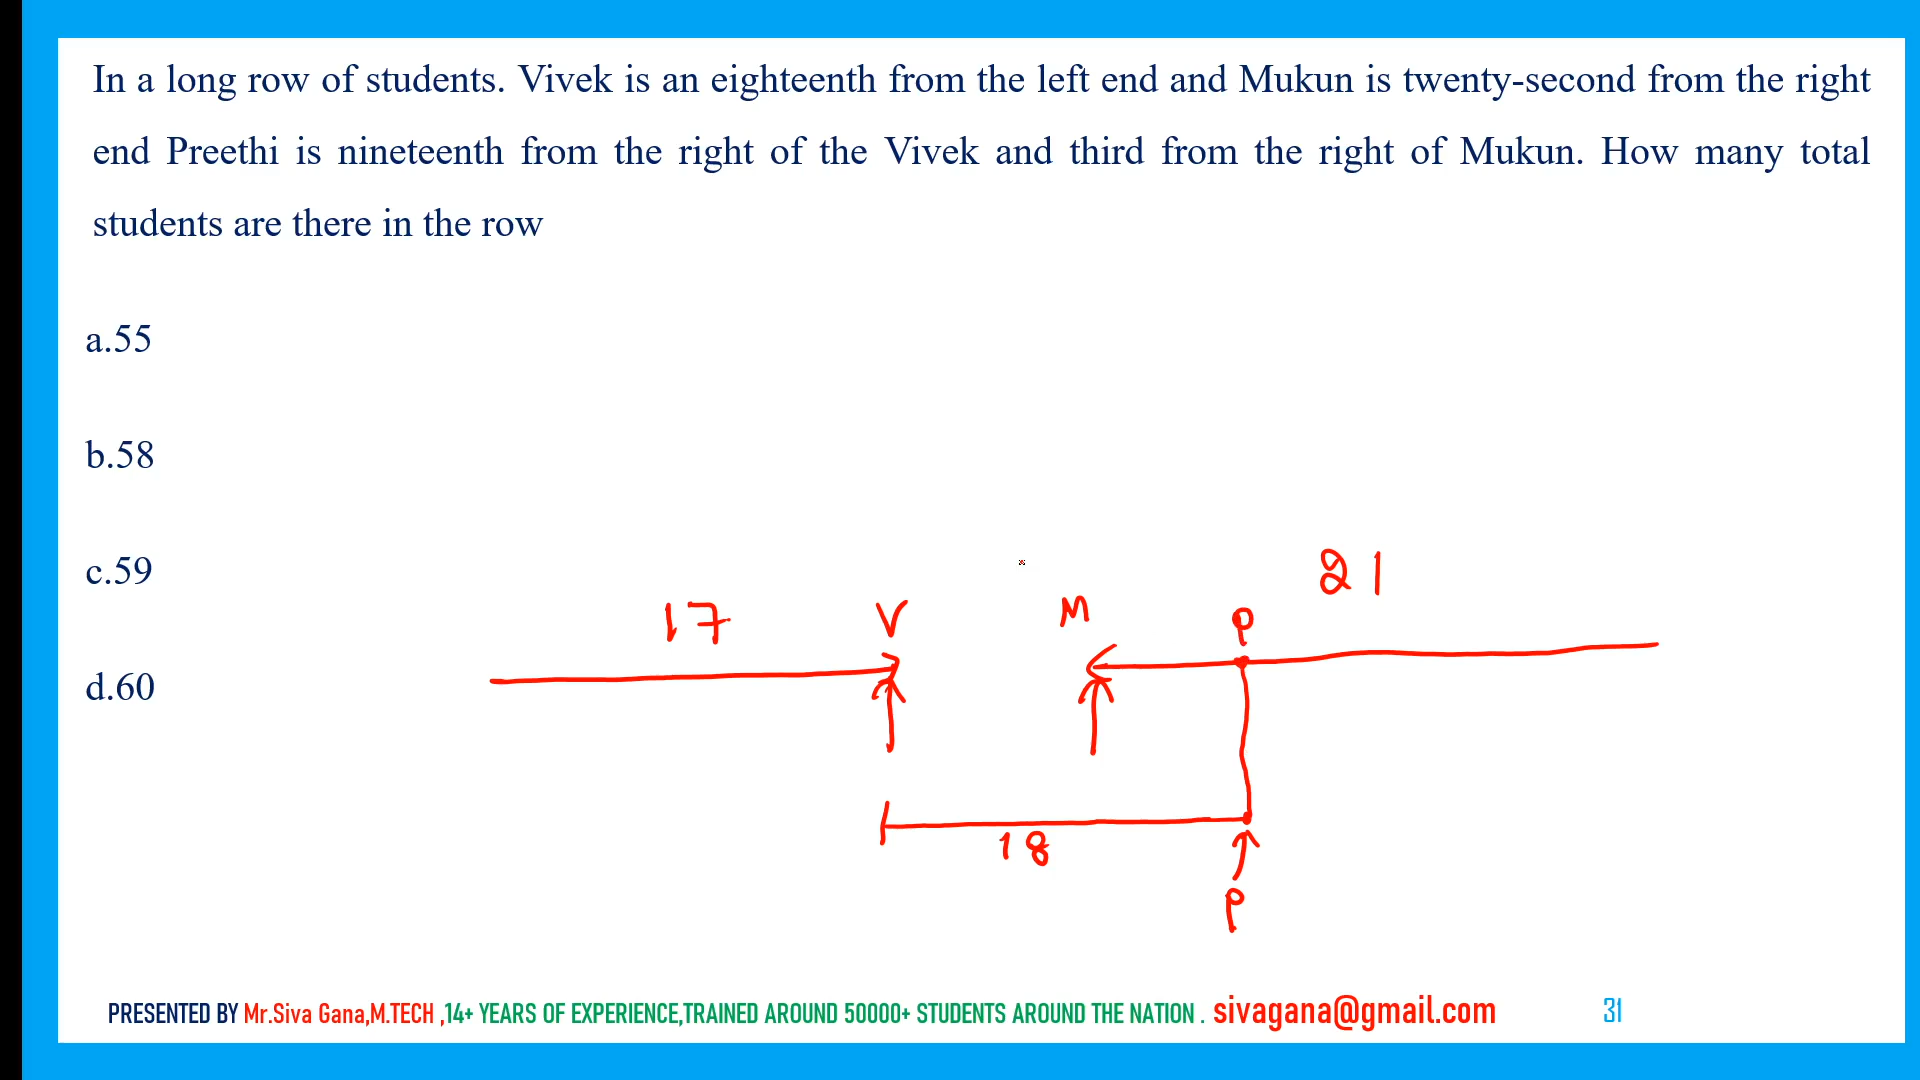 In a long row of students. Vivek is an eighteenth from the left end and Mukun is twenty-second from the right
end Preethi is nineteenth from the right of the Vivek and third from the right of Mukun. How many total
students are there in the row
a.55
b.58
c.59
d.60
21
17 V M P
18
P
PRESENTED BY Mr.Siva Gana,M.TECH ,14+ YEARS OF EXPERIENCE,TRAINED AROUND 50000+ STUDENTS AROUND THE NATION . sivagana@gmail.com 31